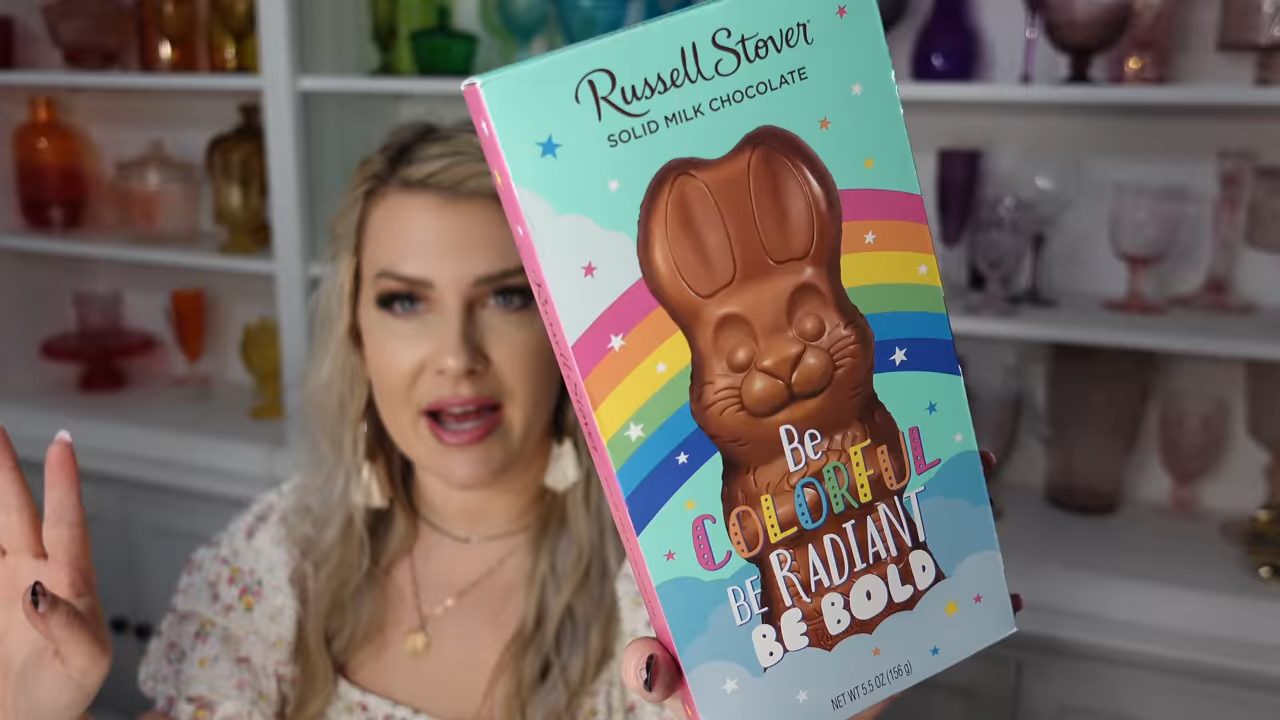 Russell Stover
SOLID MILK CHOCOLATE
Be
COLORFUL
BE RADIANT
BE BOLD
NET WT 5.5 OZ (156 g)